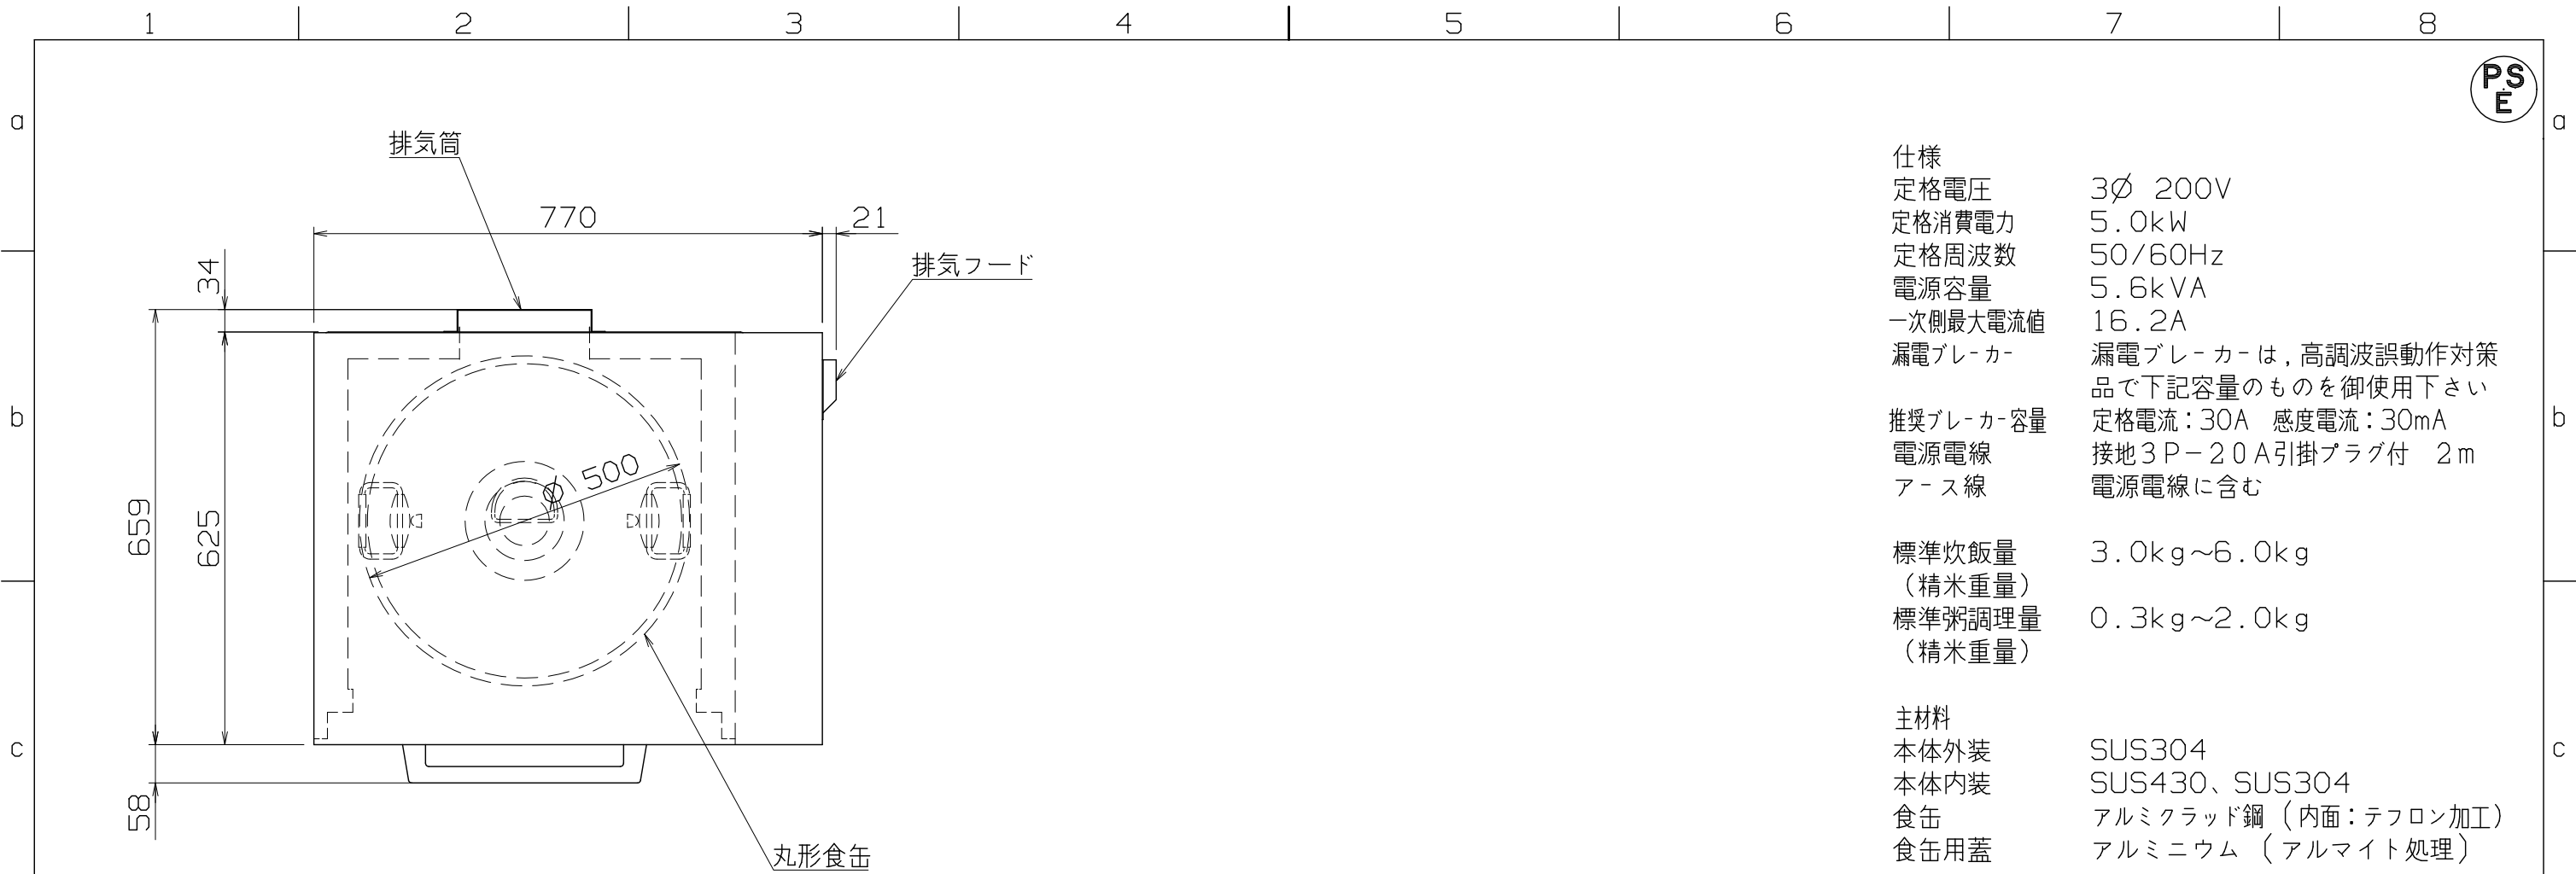 1 2 3 4 5 6 7 8
PS
E
a a
排気筒
仕様
定格電圧 3Ø 200V
770 21
定格消費電力 5.0kW
34
排気フード
定格周波数 50/60Hz
電源容量 5.6kVA
一次側最大電流値 16.2A
漏電ブレーカー 漏電ブレーカーは,高調波誤動作対策
品で下記容量のものを御使用下さい
b b
推奨ブレーカー容量 定格電流:30A 感度電流:30mA
電源電線 接地3P-20A引掛プラグ付 2m
Ø 500
アース線 電源電線に含む
659
625
標準炊飯量 3.0kg~6.0kg
(精米重量)
標準粥調理量 0.3kg~2.0kg
(精米重量)
主材料
c c
本体外装 SUS304
本体内装 SUS430、SUS304
58
食缶 アルミクラッド鋼(内面:テフロン加工)
食缶用蓋 アルミニウム(アルマイト処理)
丸形食缶